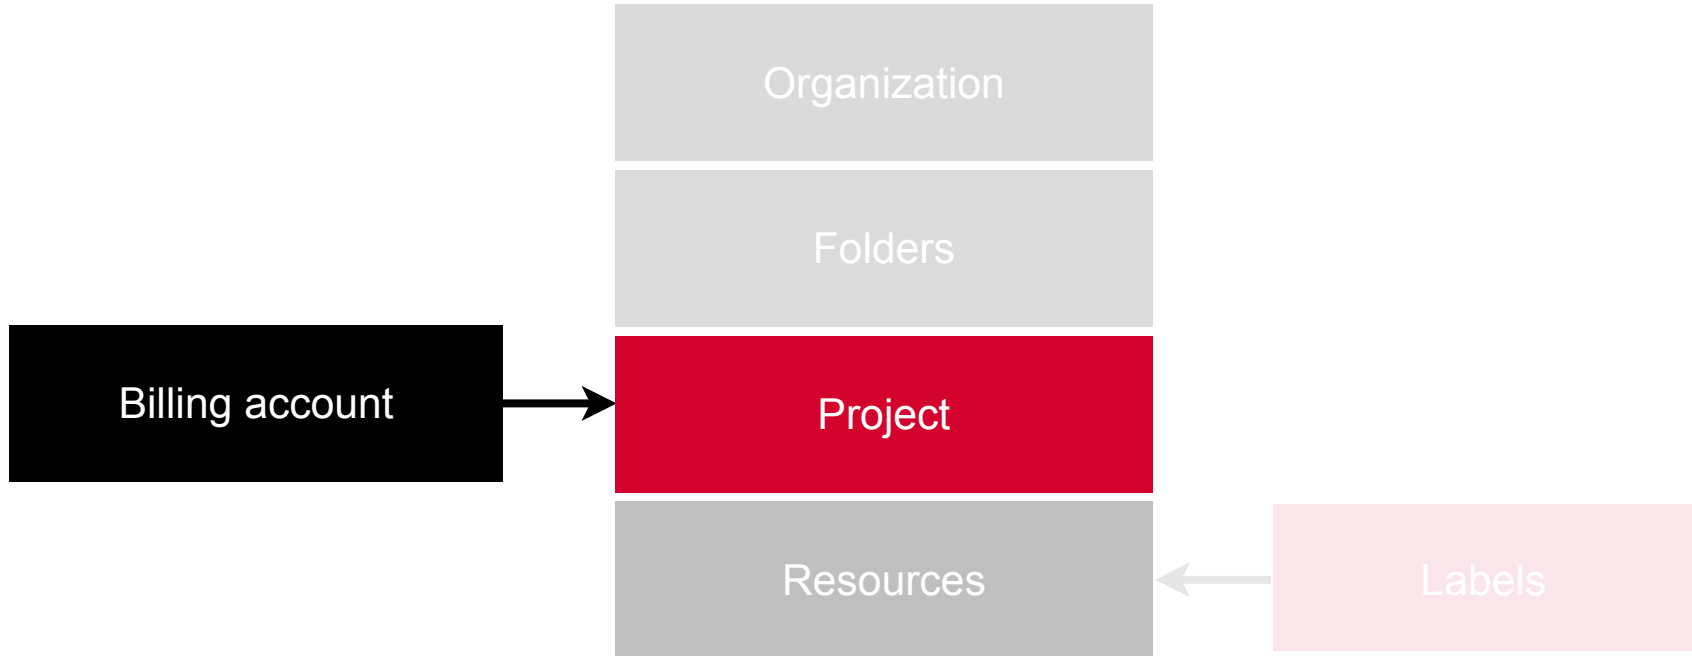 Organization
Folders
Billing account
Project
Resources
Labels